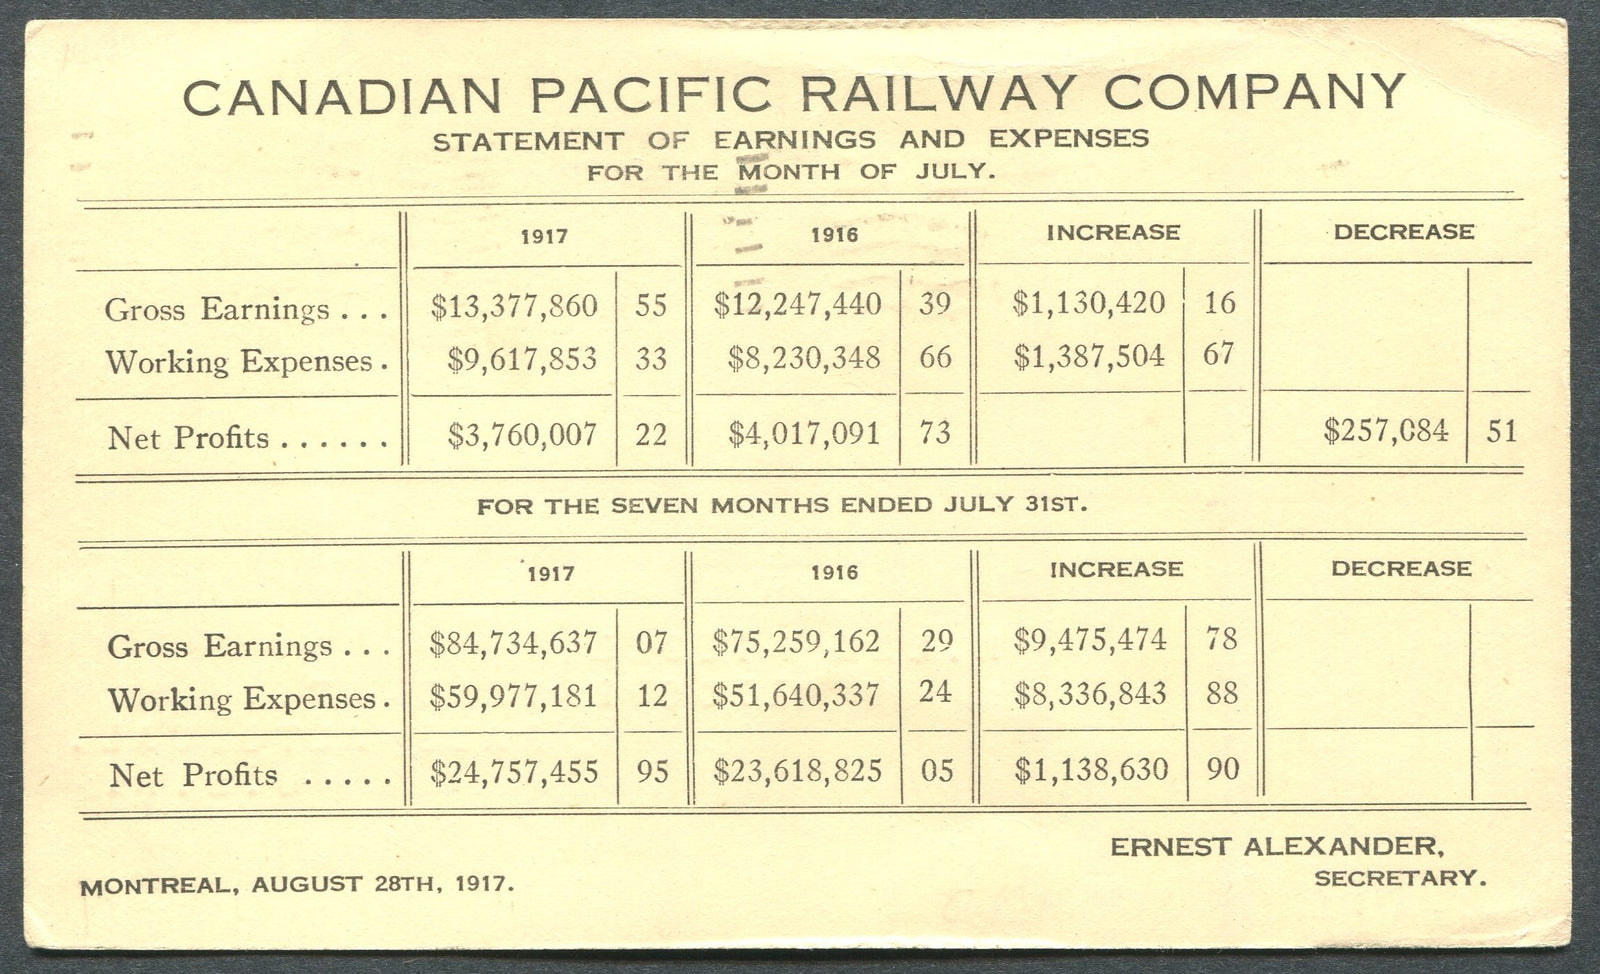 CANADIAN PACIFIC RAILWAY COMPANY
STATEMENT OF EARNINGS AND EXPENSES
FOR THE MONTH OF JULY.
1917 1916 INCREASE DECREASE
Gross Earnings . . . $13,377,860 55 $12,247,440 39 $1,130,420 16
Working Expenses . $9,617,853 33 $8,230,348 66 $1,387,504 67
Net Profits . . . . . . $3,760,007 22 $4,017,091 73 $257,084 51
FOR THE SEVEN MONTHS ENDED JULY 31ST.
1917 1916 INCREASE DECREASE
Gross Earnings . . . $84,734,637 07 $75,259,162 29 $9,475,474 78
Working Expenses . $59,977,181 12 $51,640,337 24 $8,336,843 88
Net Profits . . . . . $24,757,455 95 $23,618,825 05 $1,138,630 90
ERNEST ALEXANDER,
SECRETARY.
MONTREAL, AUGUST 28TH, 1917.